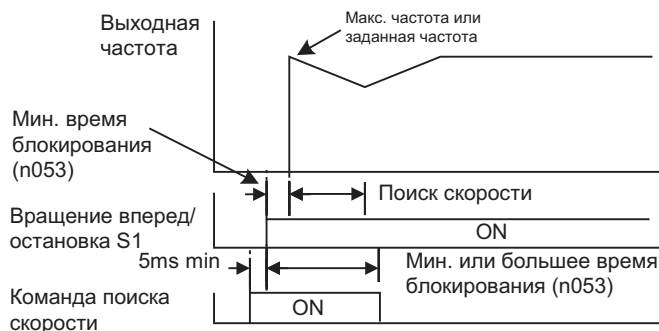 Выходная
частота
Макс. частота или
заданная частота
Мин. время
блокирования
(n053)
Поиск скорости
Вращение вперед/
остановка S1
ON
5ms min
Мин. или большее время
блокирования (n053)
Команда поиска
скорости
ON